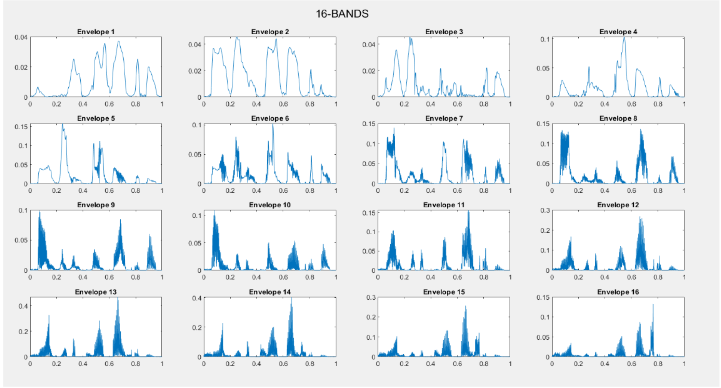 16-BANDS
Envelope 1 Envelope 2 Envelope 3 Envelope 4
0.04 0.04 0.04 0.1
0.02 0.02 0.02 0.05
0 0 0 0
0 0.2 0.4 0.6 0.8 1 0 0.2 0.4 0.6 0.8 1 0 0.2 0.4 0.6 0.8 1 0 0.2 0.4 0.6 0.8 1
Envelope 5 Envelope 6 Envelope 7 Envelope 8
0.15 0.1 0.15 0.15
0.1 0.05 0.1 0.1
0.05 0 0.05 0.05
0 0 0
0 0.2 0.4 0.6 0.8 1 0 0.2 0.4 0.6 0.8 1 0 0.2 0.4 0.6 0.8 1 0 0.2 0.4 0.6 0.8 1
Envelope 9 Envelope 10 Envelope 11 Envelope 12
0.1 0.1 0.15 0.3
0.05 0.05 0.1 0.2
0 0 0.05 0.1
0 0
0 0.2 0.4 0.6 0.8 1 0 0.2 0.4 0.6 0.8 1 0 0.2 0.4 0.6 0.8 1 0 0.2 0.4 0.6 0.8 1
Envelope 13 Envelope 14 Envelope 15 Envelope 16
0.4 0.4 0.3 0.15
0.2 0.2 0.2 0.1
0 0 0.1 0.05
0 0
0 0.2 0.4 0.6 0.8 1 0 0.2 0.4 0.6 0.8 1 0 0.2 0.4 0.6 0.8 1 0 0.2 0.4 0.6 0.8 1